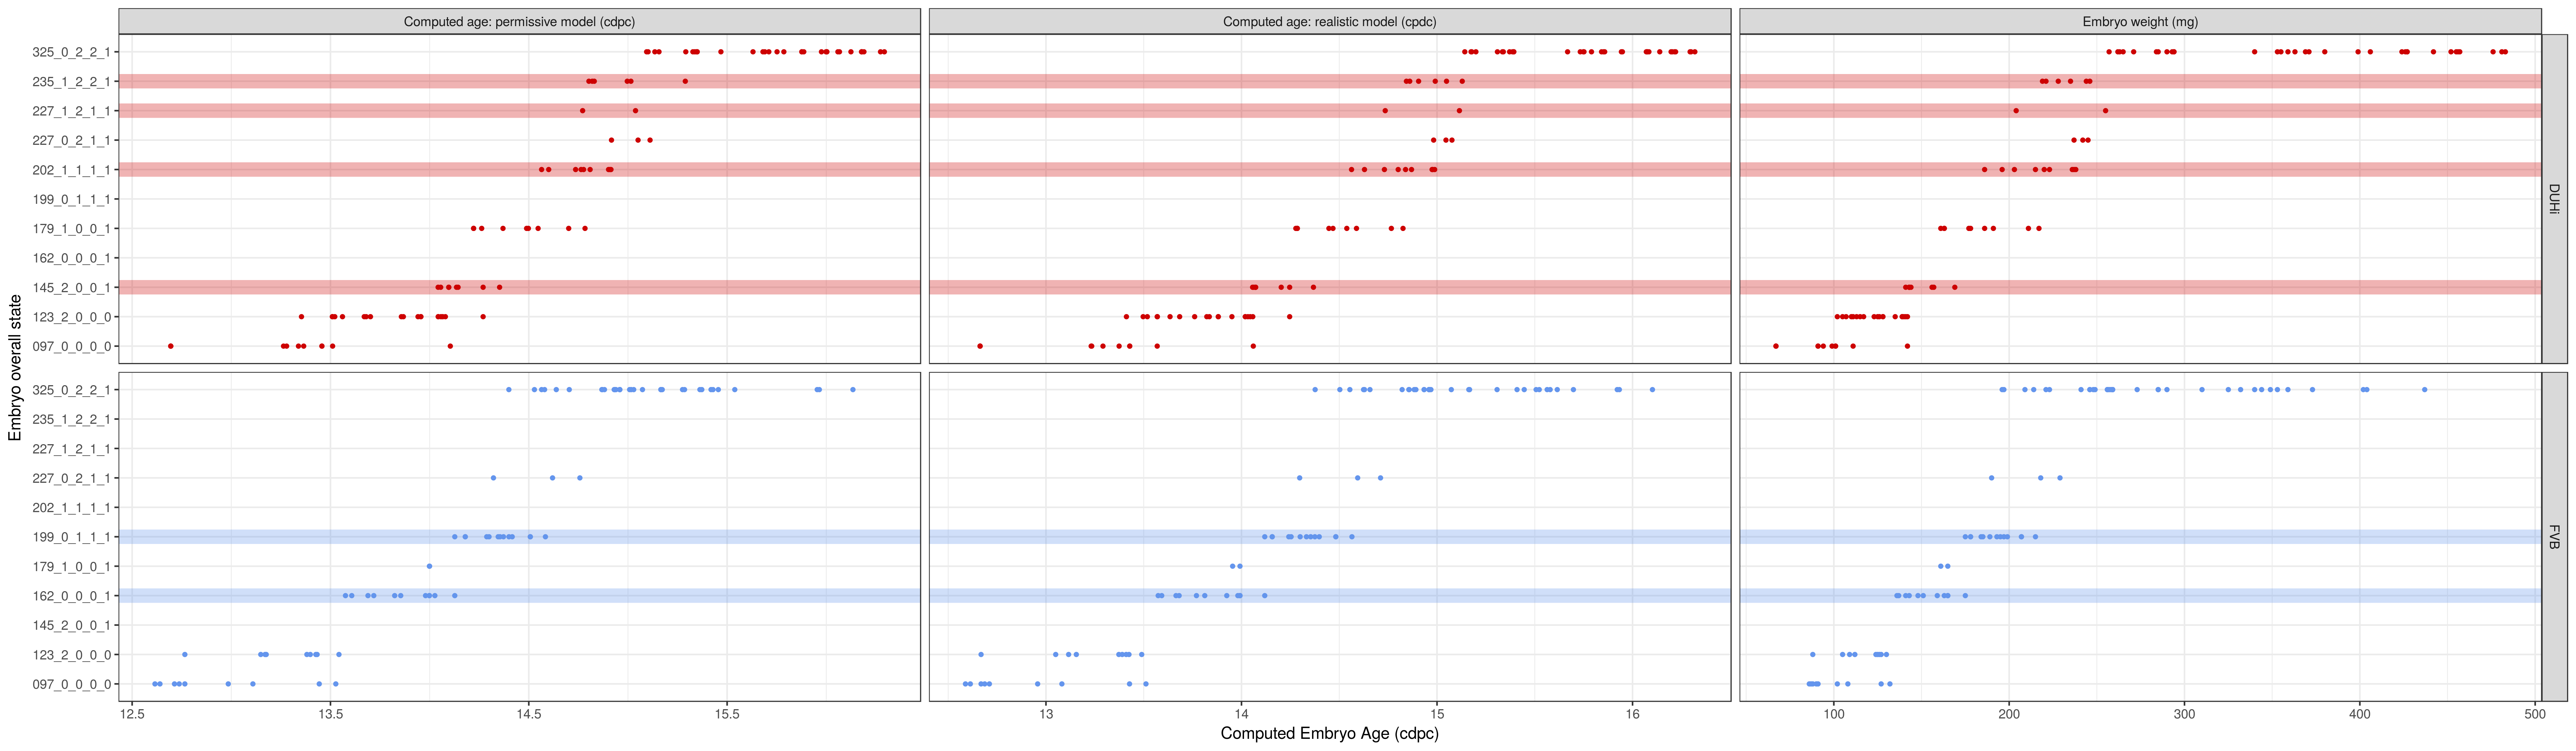 Computed age: permissive model (cdpc)
Computed age: realistic model (cpdc)
Embryo weight (mg)
Embryo overall state
325_0_2_2_1
235_1_2_2_1
227_1_2_1_1
227_0_2_1_1
202_1_1_1_1
199_0_1_1_1
179_1_0_0_1
162_0_0_0_1
145_2_0_0_1
123_2_0_0_0
097_0_0_0_0
DUHi
325_0_2_2_1
235_1_2_2_1
227_1_2_1_1
227_0_2_1_1
202_1_1_1_1
199_0_1_1_1
179_1_0_0_1
162_0_0_0_1
145_2_0_0_1
123_2_0_0_0
097_0_0_0_0
FVB
12.5 13.5 14.5 15.5
13 14 15 16
100 200 300 400 500
Computed Embryo Age (cdpc)